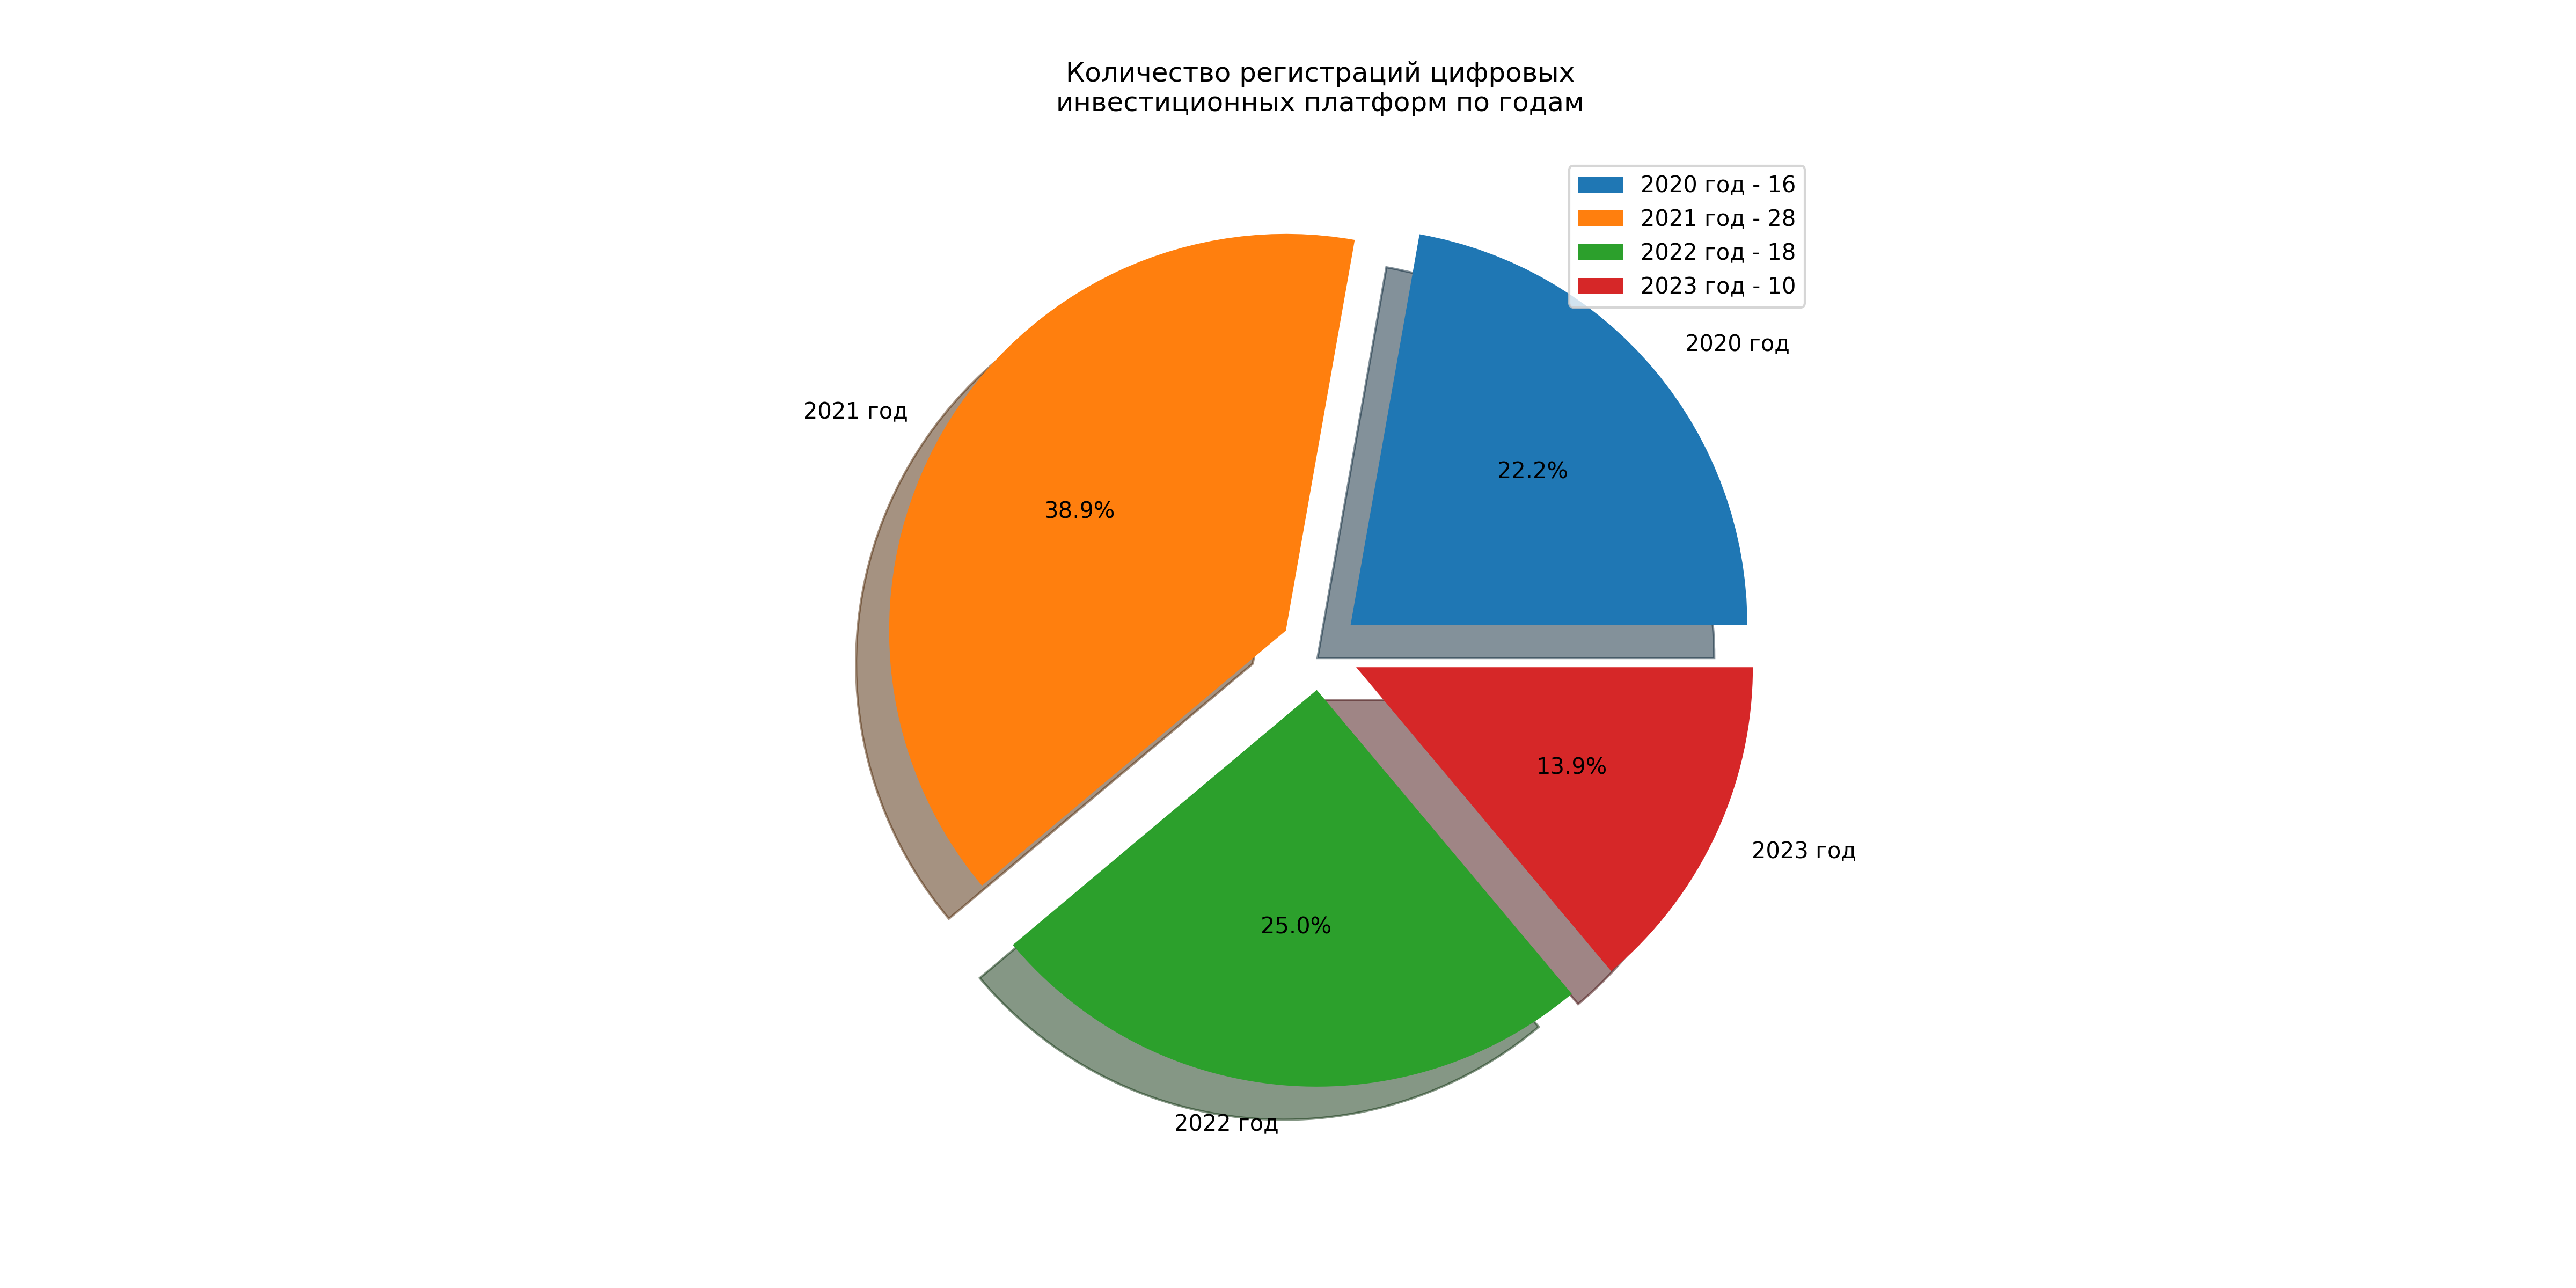 Количество регистраций цифровых
инвестиционных платформ по годам
2020 год - 16
2021 год - 28
2022 год - 18
2023 год - 10
2020 год
2021 год
22.2%
38.9%
13.9%
2023 год
25.0%
2022 год